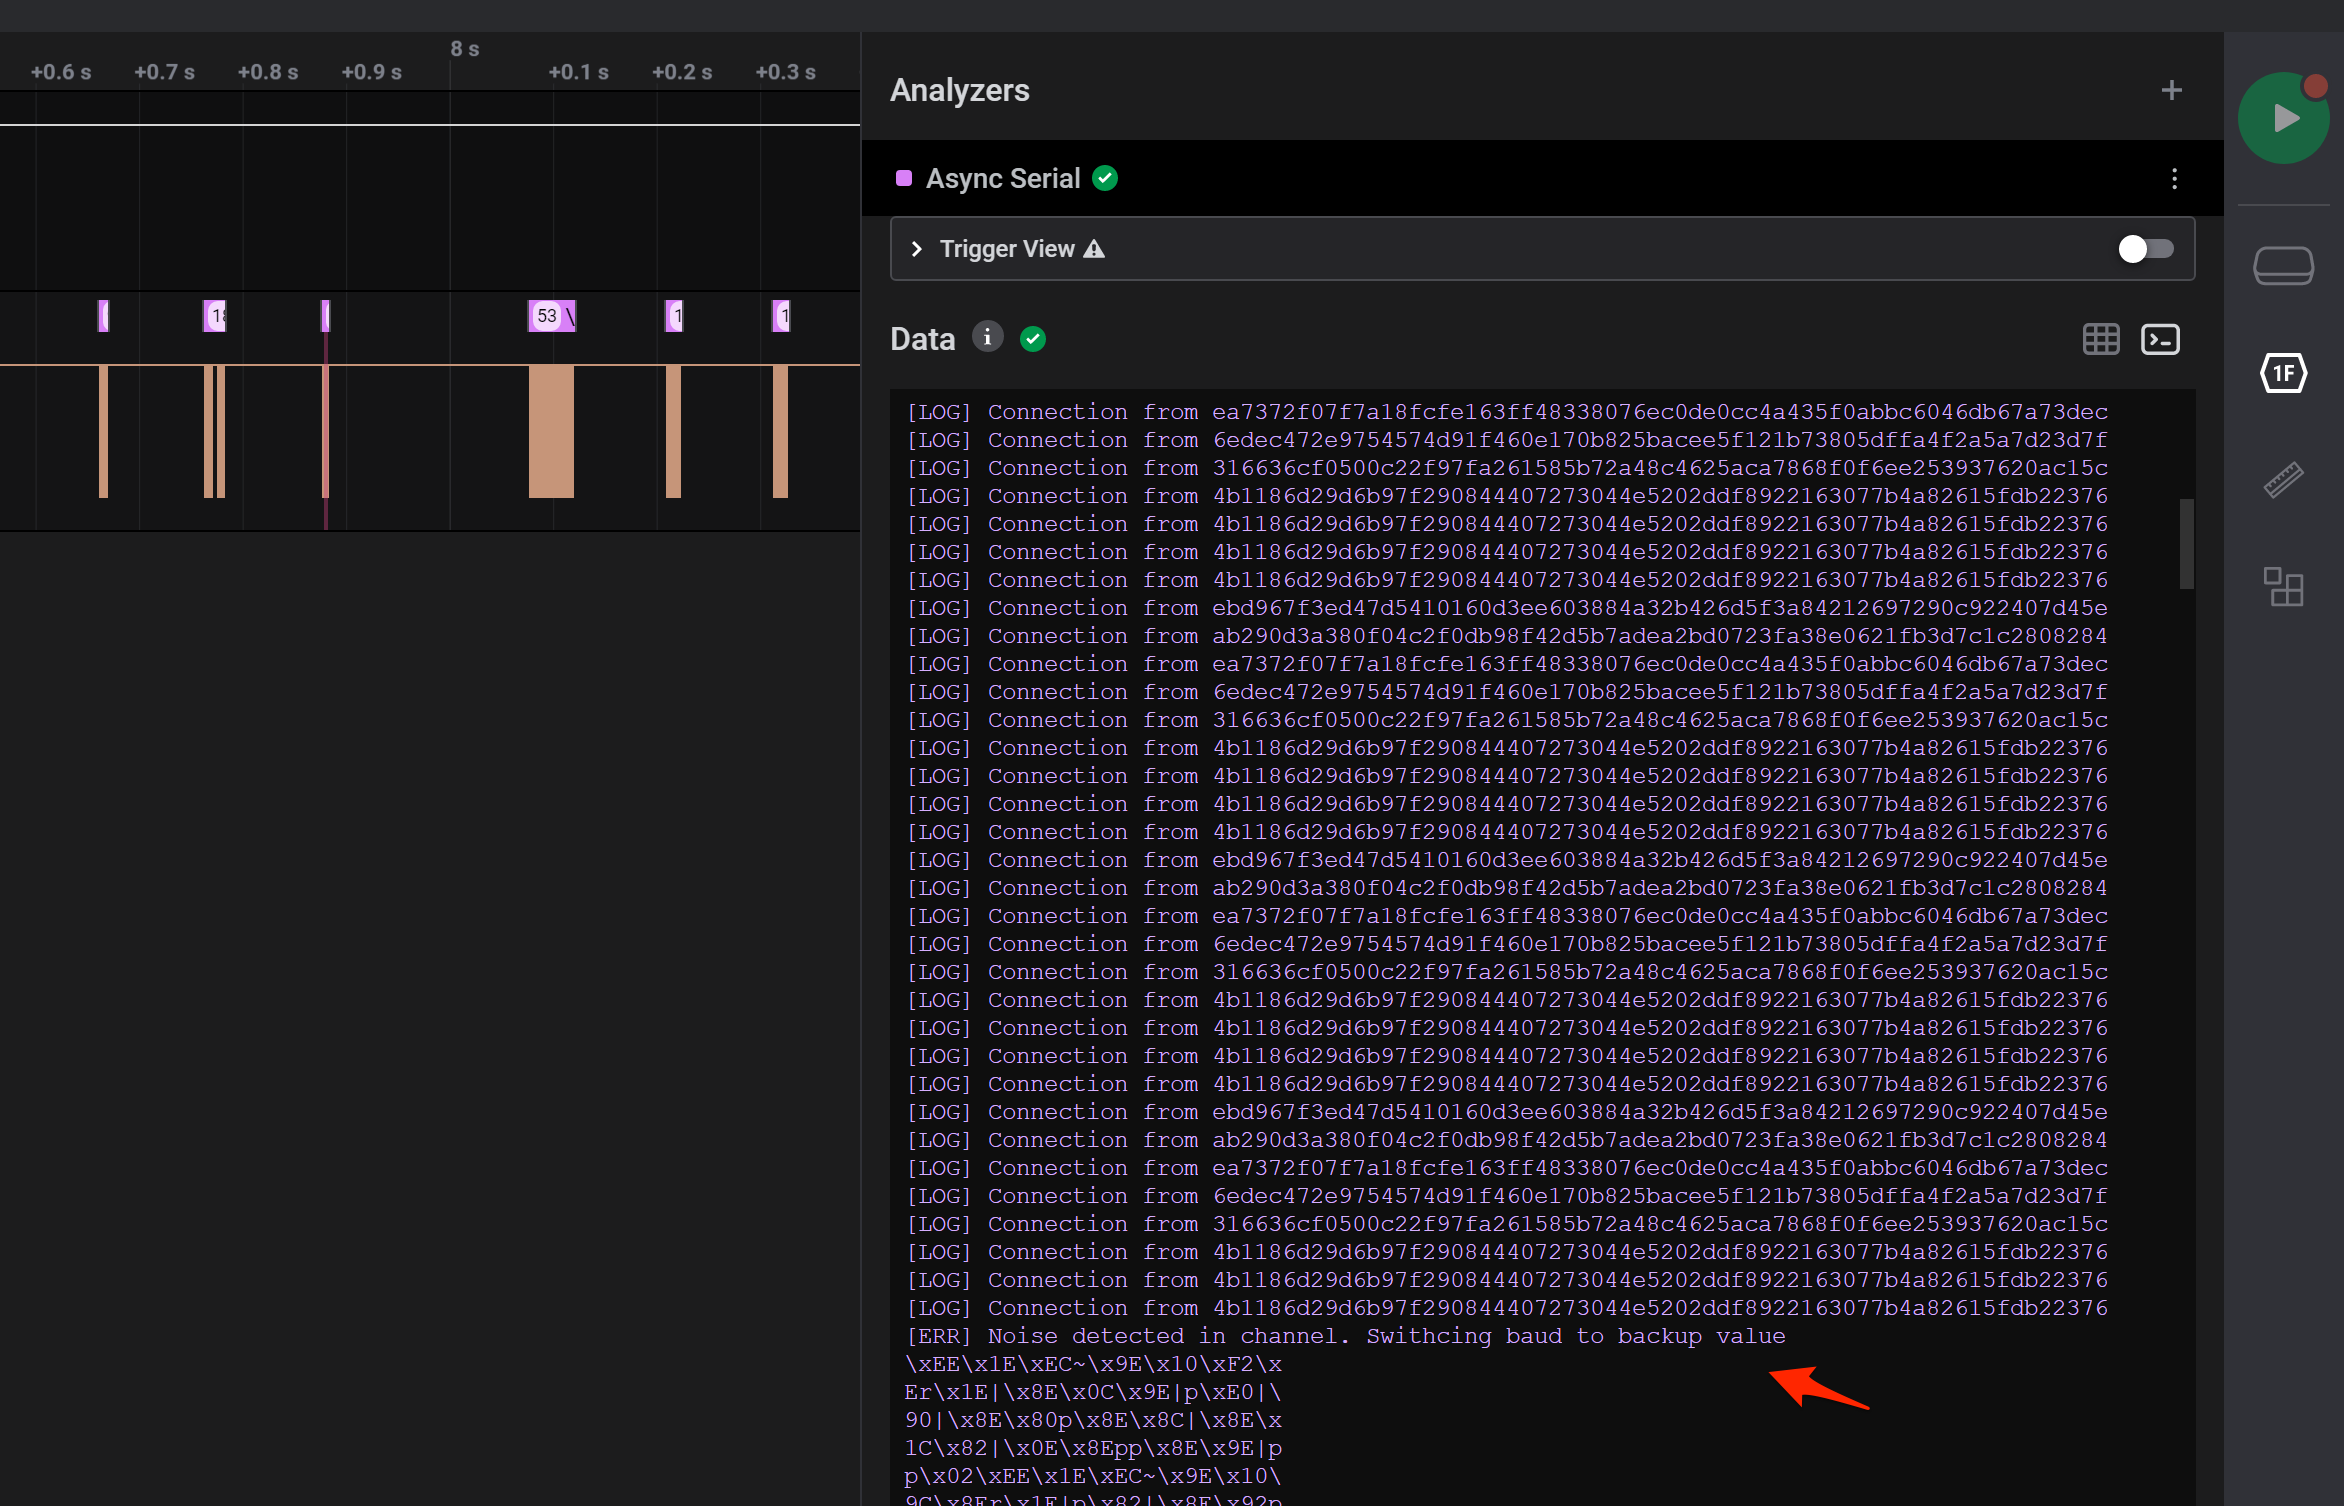 8 s
+0.6 s +0.7 s +0.8 s +0.9 s +0.1 s +0.2 s +0.3 s
18 53 \ 1 1
Analyzers
Async Serial
Trigger View
Data
1F
[LOG] Connection from ea7372f07f7a18fcfe163ff48338076ec0de0cc4a435f0abbc6046db67a73dec
[LOG] Connection from 6edec472e9754574d91f460e170b825bacee5f121b73805dffa4f2a5a7d23d7f
[LOG] Connection from 316636cf0500c22f97fa261585b72a48c4625aca7868f0f6ee253937620ac15c
[LOG] Connection from 4b1186d29d6b97f290844407273044e5202ddf8922163077b4a82615fdb22376
[LOG] Connection from 4b1186d29d6b97f290844407273044e5202ddf8922163077b4a82615fdb22376
[LOG] Connection from 4b1186d29d6b97f290844407273044e5202ddf8922163077b4a82615fdb22376
[LOG] Connection from 4b1186d29d6b97f290844407273044e5202ddf8922163077b4a82615fdb22376
[LOG] Connection from ebd967f3ed47d5410160d3ee603884a32b426d5f3a84212697290c922407d45e
[LOG] Connection from ab290d3a380f04c2f0db98f42d5b7adea2bd0723fa38e0621fb3d7c1c2808284
[LOG] Connection from ea7372f07f7a18fcfe163ff48338076ec0de0cc4a435f0abbc6046db67a73dec
[LOG] Connection from 6edec472e9754574d91f460e170b825bacee5f121b73805dffa4f2a5a7d23d7f
[LOG] Connection from 316636cf0500c22f97fa261585b72a48c4625aca7868f0f6ee253937620ac15c
[LOG] Connection from 4b1186d29d6b97f290844407273044e5202ddf8922163077b4a82615fdb22376
[LOG] Connection from 4b1186d29d6b97f290844407273044e5202ddf8922163077b4a82615fdb22376
[LOG] Connection from 4b1186d29d6b97f290844407273044e5202ddf8922163077b4a82615fdb22376
[LOG] Connection from 4b1186d29d6b97f290844407273044e5202ddf8922163077b4a82615fdb22376
[LOG] Connection from ebd967f3ed47d5410160d3ee603884a32b426d5f3a84212697290c922407d45e
[LOG] Connection from ab290d3a380f04c2f0db98f42d5b7adea2bd0723fa38e0621fb3d7c1c2808284
[LOG] Connection from ea7372f07f7a18fcfe163ff48338076ec0de0cc4a435f0abbc6046db67a73dec
[LOG] Connection from 6edec472e9754574d91f460e170b825bacee5f121b73805dffa4f2a5a7d23d7f
[LOG] Connection from 316636cf0500c22f97fa261585b72a48c4625aca7868f0f6ee253937620ac15c
[LOG] Connection from 4b1186d29d6b97f290844407273044e5202ddf8922163077b4a82615fdb22376
[LOG] Connection from 4b1186d29d6b97f290844407273044e5202ddf8922163077b4a82615fdb22376
[LOG] Connection from 4b1186d29d6b97f290844407273044e5202ddf8922163077b4a82615fdb22376
[LOG] Connection from 4b1186d29d6b97f290844407273044e5202ddf8922163077b4a82615fdb22376
[LOG] Connection from ebd967f3ed47d5410160d3ee603884a32b426d5f3a84212697290c922407d45e
[LOG] Connection from ab290d3a380f04c2f0db98f42d5b7adea2bd0723fa38e0621fb3d7c1c2808284
[LOG] Connection from ea7372f07f7a18fcfe163ff48338076ec0de0cc4a435f0abbc6046db67a73dec
[LOG] Connection from 6edec472e9754574d91f460e170b825bacee5f121b73805dffa4f2a5a7d23d7f
[LOG] Connection from 316636cf0500c22f97fa261585b72a48c4625aca7868f0f6ee253937620ac15c
[LOG] Connection from 4b1186d29d6b97f290844407273044e5202ddf8922163077b4a82615fdb22376
[LOG] Connection from 4b1186d29d6b97f290844407273044e5202ddf8922163077b4a82615fdb22376
[LOG] Connection from 4b1186d29d6b97f290844407273044e5202ddf8922163077b4a82615fdb22376
[ERR] Noise detected in channel. Swithcing baud to backup value
\xEE\x1E\xEC~\x9E\x10\xF2\x
Er\x1E|\x8E\x0C\x9E|p\xE0|\
90|\x8E\x80p\x8E\x8C|\x8E\x
1C\x82|\x0E\x8Epp\x8E\x9E|p
p\x02\xEE\x1E\xEC~\x9E\x10\
9C\x8Er\x1E|p\x82|\x8E\x92p